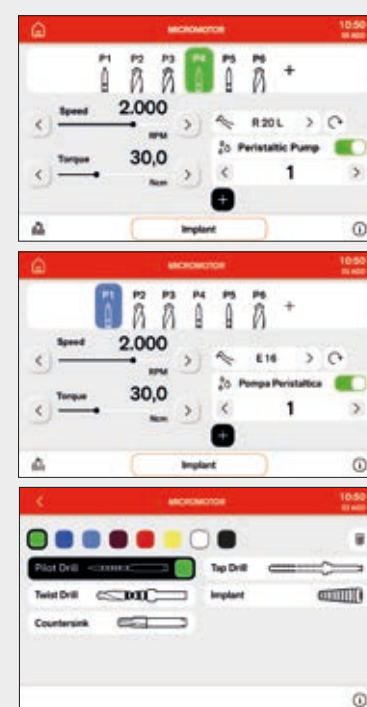 MICROMOTOR
10:50
P1 P2 P3 P4 P5 P6 +
Speed 2.000 RPM
R 20 L
Peristaltic Pump
Torque 30,0 Ncm
1
Implant
MICROMOTOR
10:50
P1 P2 P3 P4 P5 P6 +
Speed 2.000 RPM
E 16
Pompa Peristaltica
Torque 30,0 Ncm
1
Implant
MICROMOTOR
10:50
Pilot Drill
Tap Drill
Twist Drill
Implant
Countersink